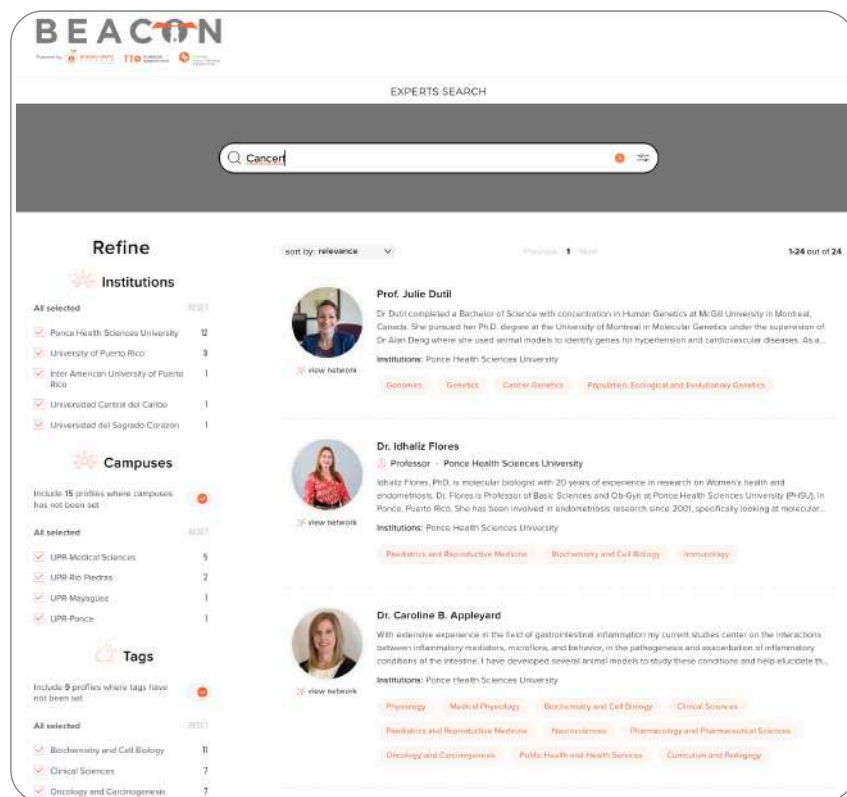 BEACON
Powered by
TTO
EXPERTS SEARCH
Cancer
Refine
Institutions
All selected RESET
Ponce Health Sciences University 12
University of Puerto Rico 9
Inter American University of Puerto
Rico 1
Universidad Central del Caribe 1
Universidad del Sagrado Corazón 1
Campuses
Include 15 profiles where campuses
has not been set
All selected RESET
UPR-Medical Sciences 5
UPR-Rio Piedras 2
UPR-Mayagüez 1
UPR-Ponce 1
Tags
Include 9 profiles where tags have
not been set
All selected RESET
Biochemistry and Cell Biology 11
Clinical Sciences 7
Oncology and Carcinogenesis 7
sort by: relevance
Previous 1 Next
1-24 out of 24
Prof. Julie Dutil
Dr Dutil completed a Bachelor of Science with concentration in Human Genetics at McGill University in Montreal,
Canada. She pursued her Ph.D. degree at the University of Montreal in Molecular Genetics under the supervision of
Dr Alan Deng where she used animal models to identify genes for hypertension and cardiovascular diseases. As a...
Institutions: Ponce Health Sciences University
view network
Genomics Genetics Cancer Genetics Population, Ecological and Evolutionary Genetics
Dr. Idhaliz Flores
Professor - Ponce Health Sciences University
Idhaliz Flores, PhD, is molecular biologist with 20 years of experience in research on Women's health and
endometriosis. Dr. Flores is Professor of Basic Sciences and Ob-Gyn at Ponce Health Sciences University (PHSU), in
Ponce, Puerto Rico. She has been involved in endometriosis research since 2001, specifically looking at molecular...
view network
Institutions: Ponce Health Sciences University
Paediatrics and Reproductive Medicine Biochemistry and Cell Biology Immunology
Dr. Caroline B. Appleyard
With extensive experience in the field of gastrointestinal inflammation my current studies center on the interactions
between inflammatory mediators, microflora, and behavior, in the pathogenesis and exacerbation of inflammatory
conditions of the intestine. I have developed several animal models to study these conditions and help elucidate th...
Institutions: Ponce Health Sciences University
view network
Physiology Medical Physiology Biochemistry and Cell Biology Clinical Sciences
Paediatrics and Reproductive Medicine Neurosciences Pharmacology and Pharmaceutical Sciences
Oncology and Carcinogenesis Public Health and Health Services Curriculum and Pedagogy